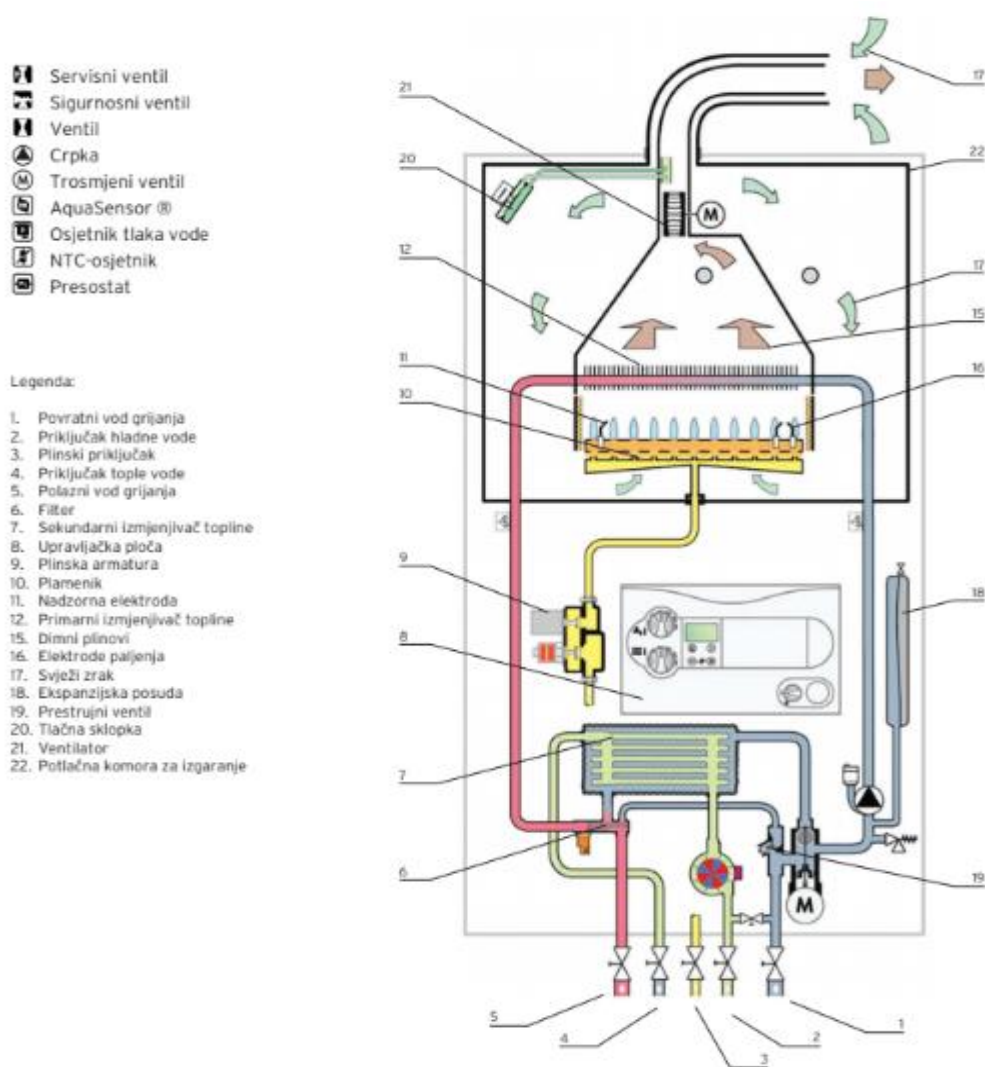 Servisni ventil
Sigurnosni ventil
Ventil
Crpka
M Trosmjeni ventil
AquaSensor ®
Osjetnik tlaka vode
NTC-osjetnik
Presostat
Legenda:
1. Povratni vod grijanja
2. Priključak hladne vode
3. Plinski priključak
4. Priključak tople vode
5. Polazni vod grijanja
6. Filter
7. Sekundarni izmjenjivač topline
8. Upravljačka ploča
9. Plinska armatura
10. Plamenik
11. Nadzorna elektroda
12. Primarni izmjenjivač topline
15. Dimni plinovi
16. Elektrode paljenja
17. Svježi zrak
18. Ekspanzijska posuda
19. Prestrujni ventil
20. Tlačna sklopka
21. Ventilator
22. Potlačna komora za izgaranje
17
21
22
20
M
12
17
15
11
16
10
9
18
8
7
6
19
M
5
4
3
2
1